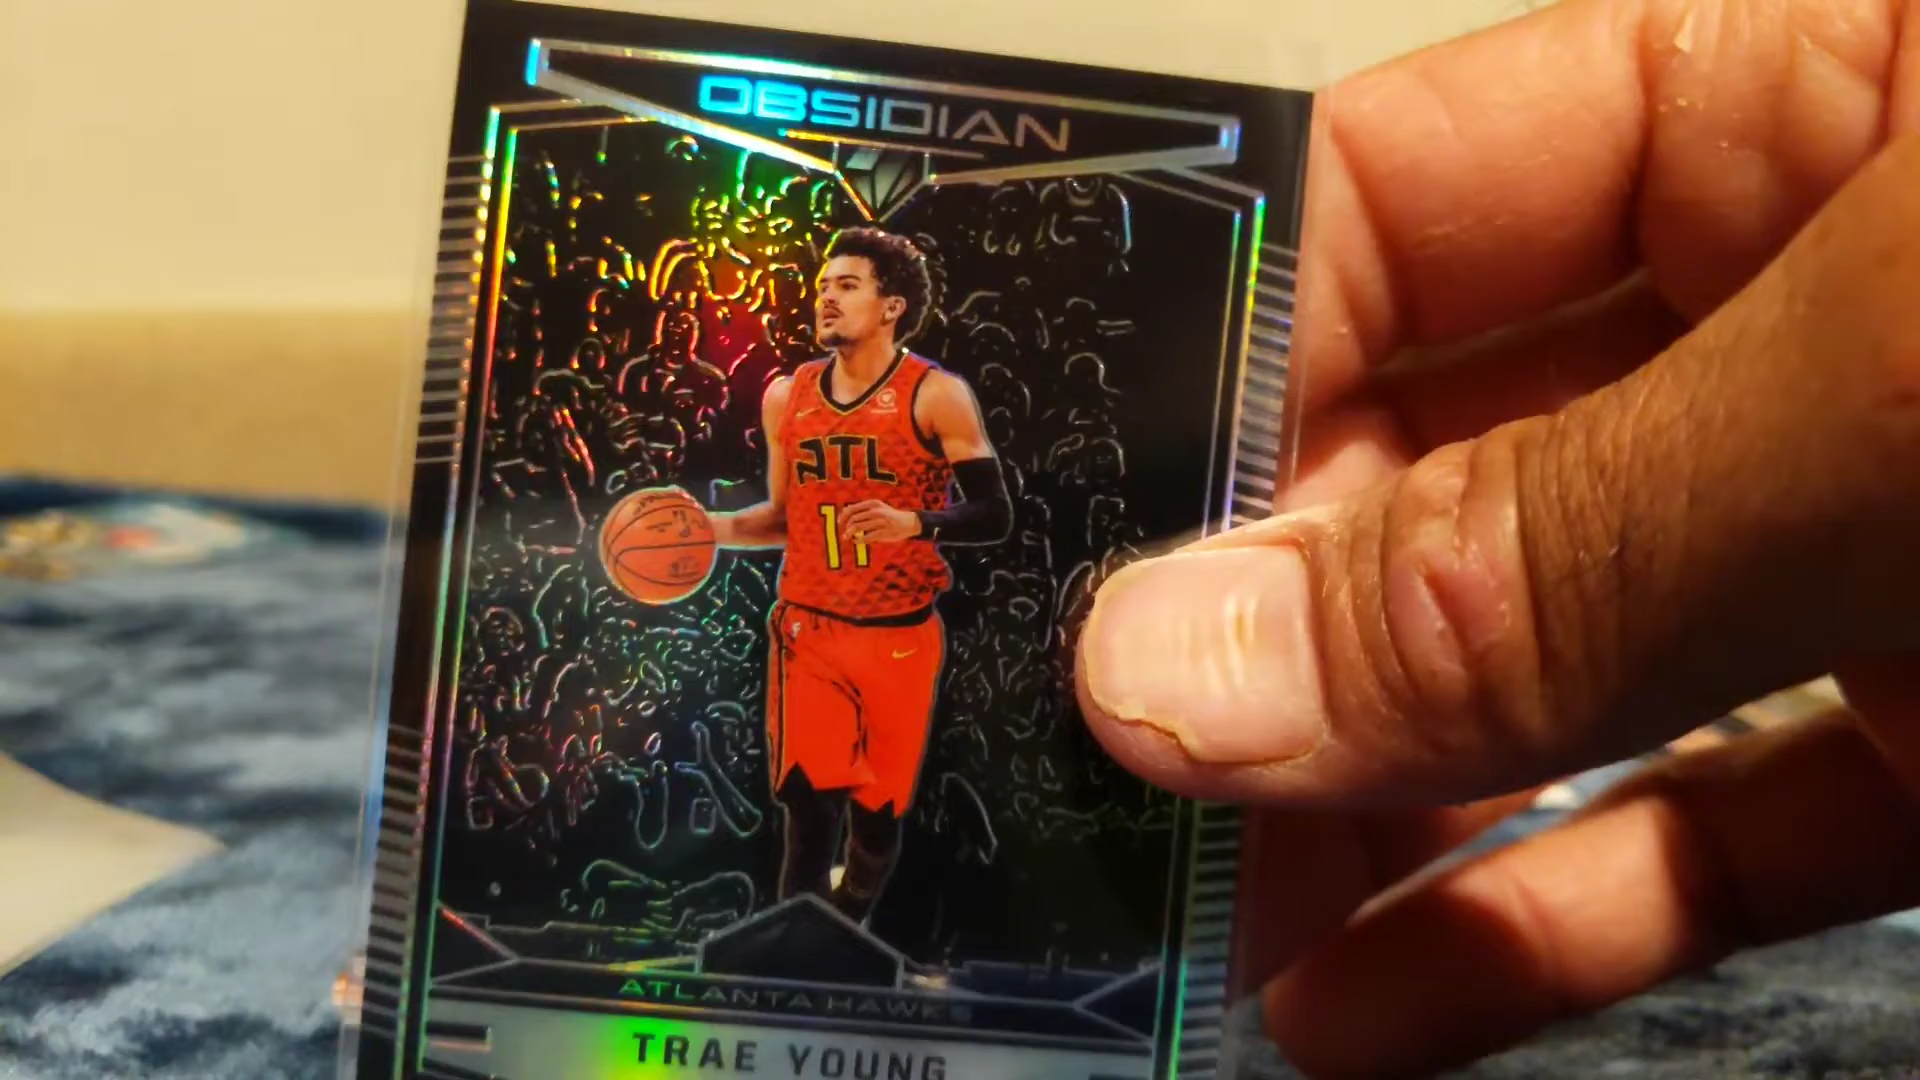 OBSIDIAN
ATL
11
ATLANTA HAWKS
TRAE YOUNG